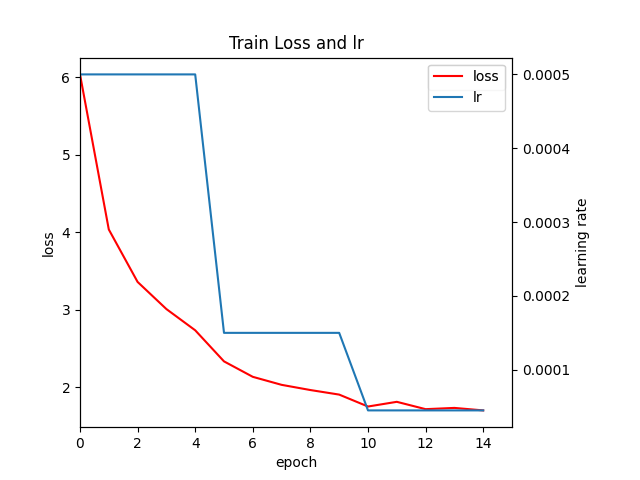 Train Loss and lr
loss
lr
6
5
4
3
2
loss
0.0005
0.0004
0.0003
0.0002
0.0001
learning rate
0 2 4 6 8 10 12 14
epoch